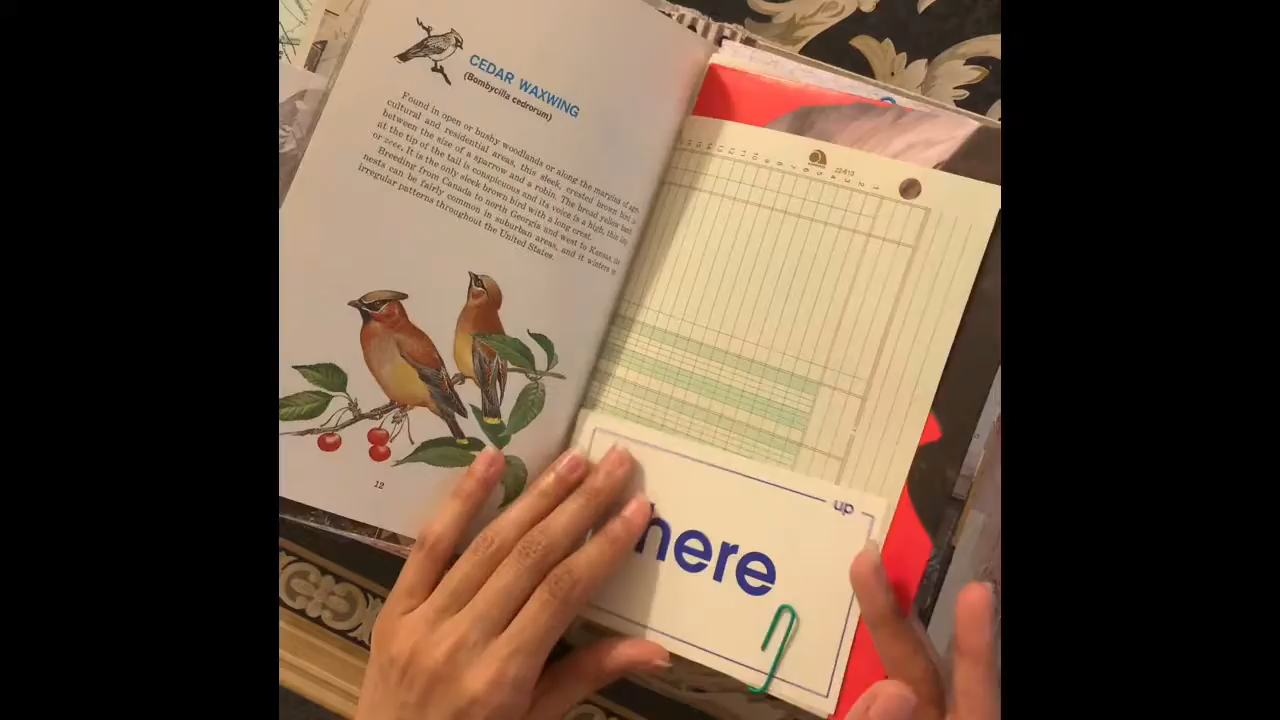 CEDAR WAXWING
(Bombycilla cedrorum)
Found in open or bushy woodlands or along the margins of agri-
cultural and residential areas, this sleek, crested brown bird is
between the size of a sparrow and a robin. The broad yellow band
at the tip of the tail is conspicuous and its voice is a high, thin lisp
or zeee. It is the only sleek brown bird with a long crest.
Breeding from Canada to north Georgia and west to Kansas, its
nests can be fairly common in suburban areas, and it winters in
irregular patterns throughout the United States.
12
up
here